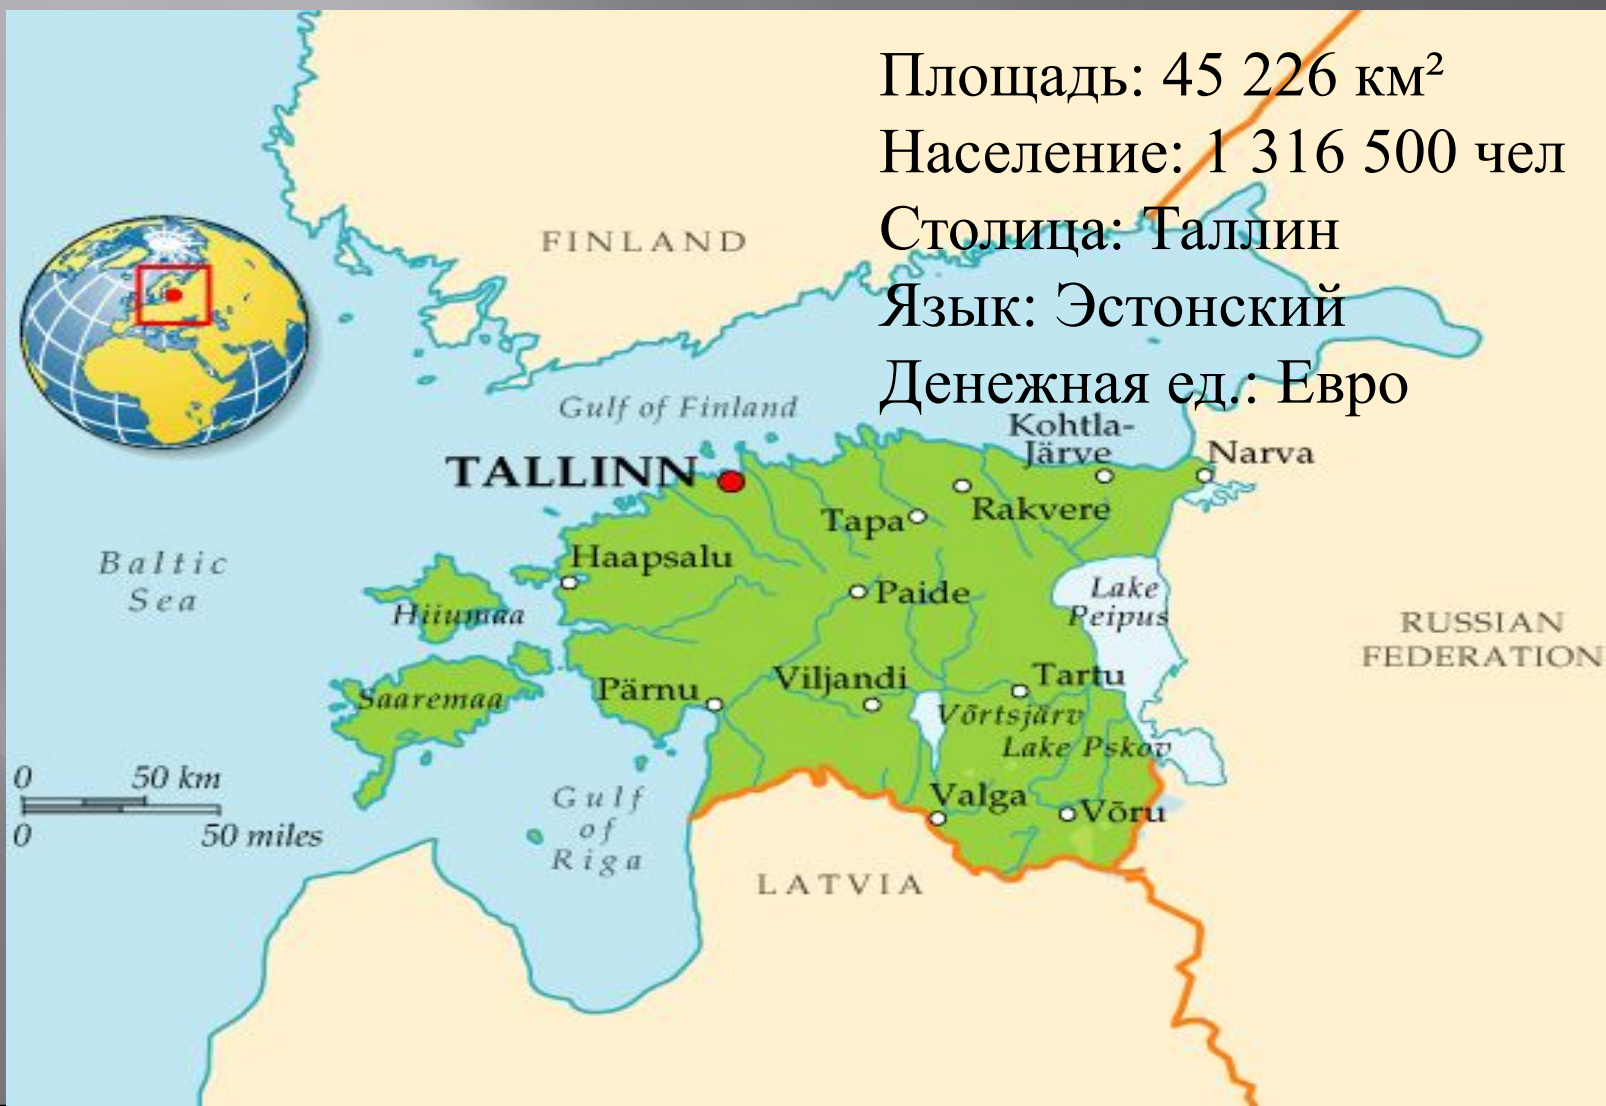 Площадь: 45 226 км²
Население: 1 316 500 чел
Столица: Таллин
Язык: Эстонский
Денежная ед.: Евро
FINLAND
Gulf of Finland
Kohtla-
Järve
Narva
TALLINN
Tapa
Rakvere
Haapsalu
Baltic
Sea
Paide
Lake
Peipus
Hiiumaa
RUSSIAN
FEDERATION
Saaremaa
Pärnu
Viljandi
Tartu
Võrtsjärv
Lake Pskov
0 50 km
0 50 miles
Gulf
of
Riga
Valga
Võru
LATVIA